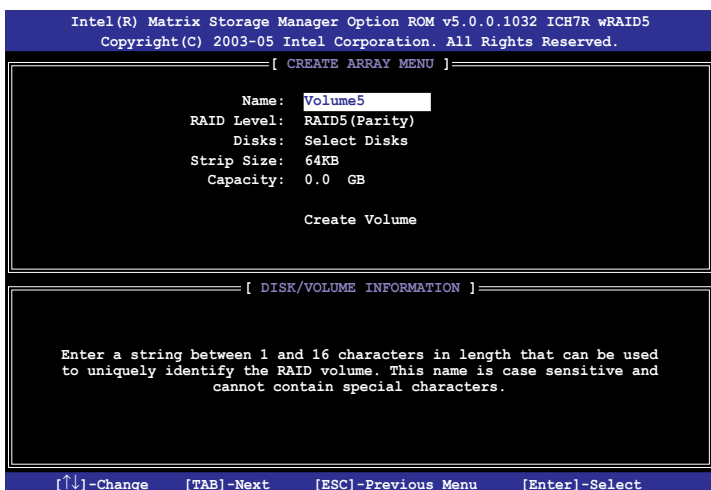 Intel(R) Matrix Storage Manager Option ROM v5.0.0.1032 ICH7R wRAID5
Copyright(C) 2003-05 Intel Corporation. All Rights Reserved.
[ CREATE ARRAY MENU ]
Name: Volume5
RAID Level: RAID5(Parity)
Disks: Select Disks
Strip Size: 64KB
Capacity: 0.0 GB
Create Volume
[ DISK/VOLUME INFORMATION ]
Enter a string between 1 and 16 characters in length that can be used
to uniquely identify the RAID volume. This name is case sensitive and
cannot contain special characters.
[↑↓]-Change [TAB]-Next [ESC]-Previous Menu [Enter]-Select